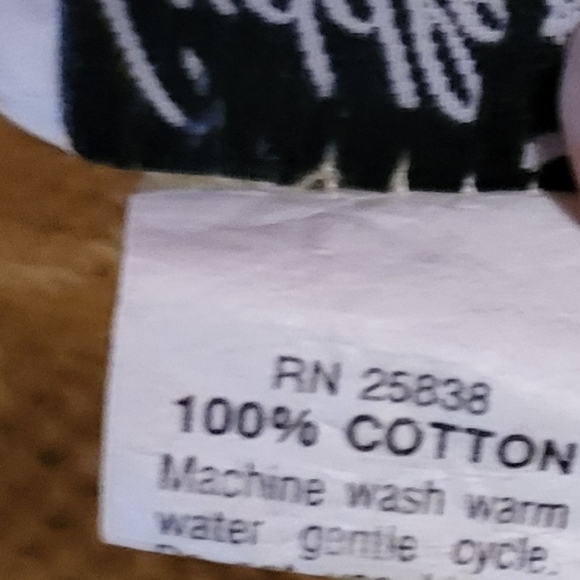 RN 25838
100% COTTON
Machine wash warm
water gentle cycle.